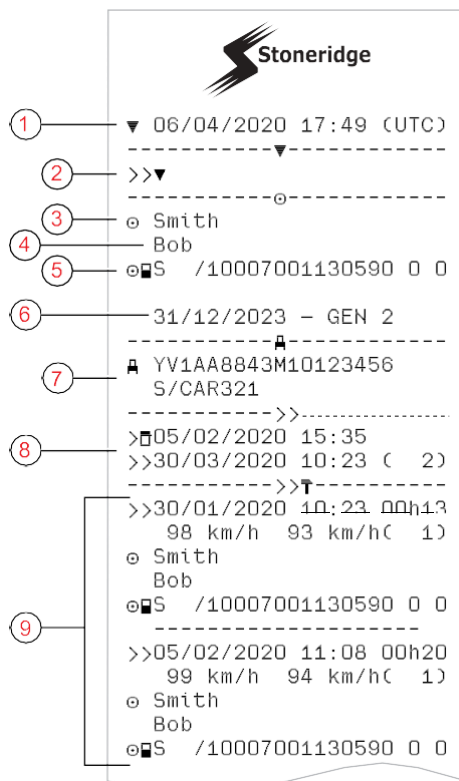 Stoneridge
1 ▼ 06/04/2020 17:49 (UTC)
--------------▼---------------
2 >>▼
--------------⊙---------------
3 ⊙ Smith
4 Bob
5 ⊙S /10007001130590 0 0
6 31/12/2023 – GEN 2
7 YV1AA8843M10123456
S/CAR321
-------------->>---------------
8 >05/02/2020 15:35
>>30/03/2020 10:23 ( 2)
-------------->>---------------
9 >>30/01/2020 10:23 00h13
98 km/h 93 km/h( 1)
⊙ Smith
Bob
⊙S /10007001130590 0 0
---------------------
>>05/02/2020 11:08 00h20
99 km/h 94 km/h( 1)
⊙ Smith
Bob
⊙S /10007001130590 0 0